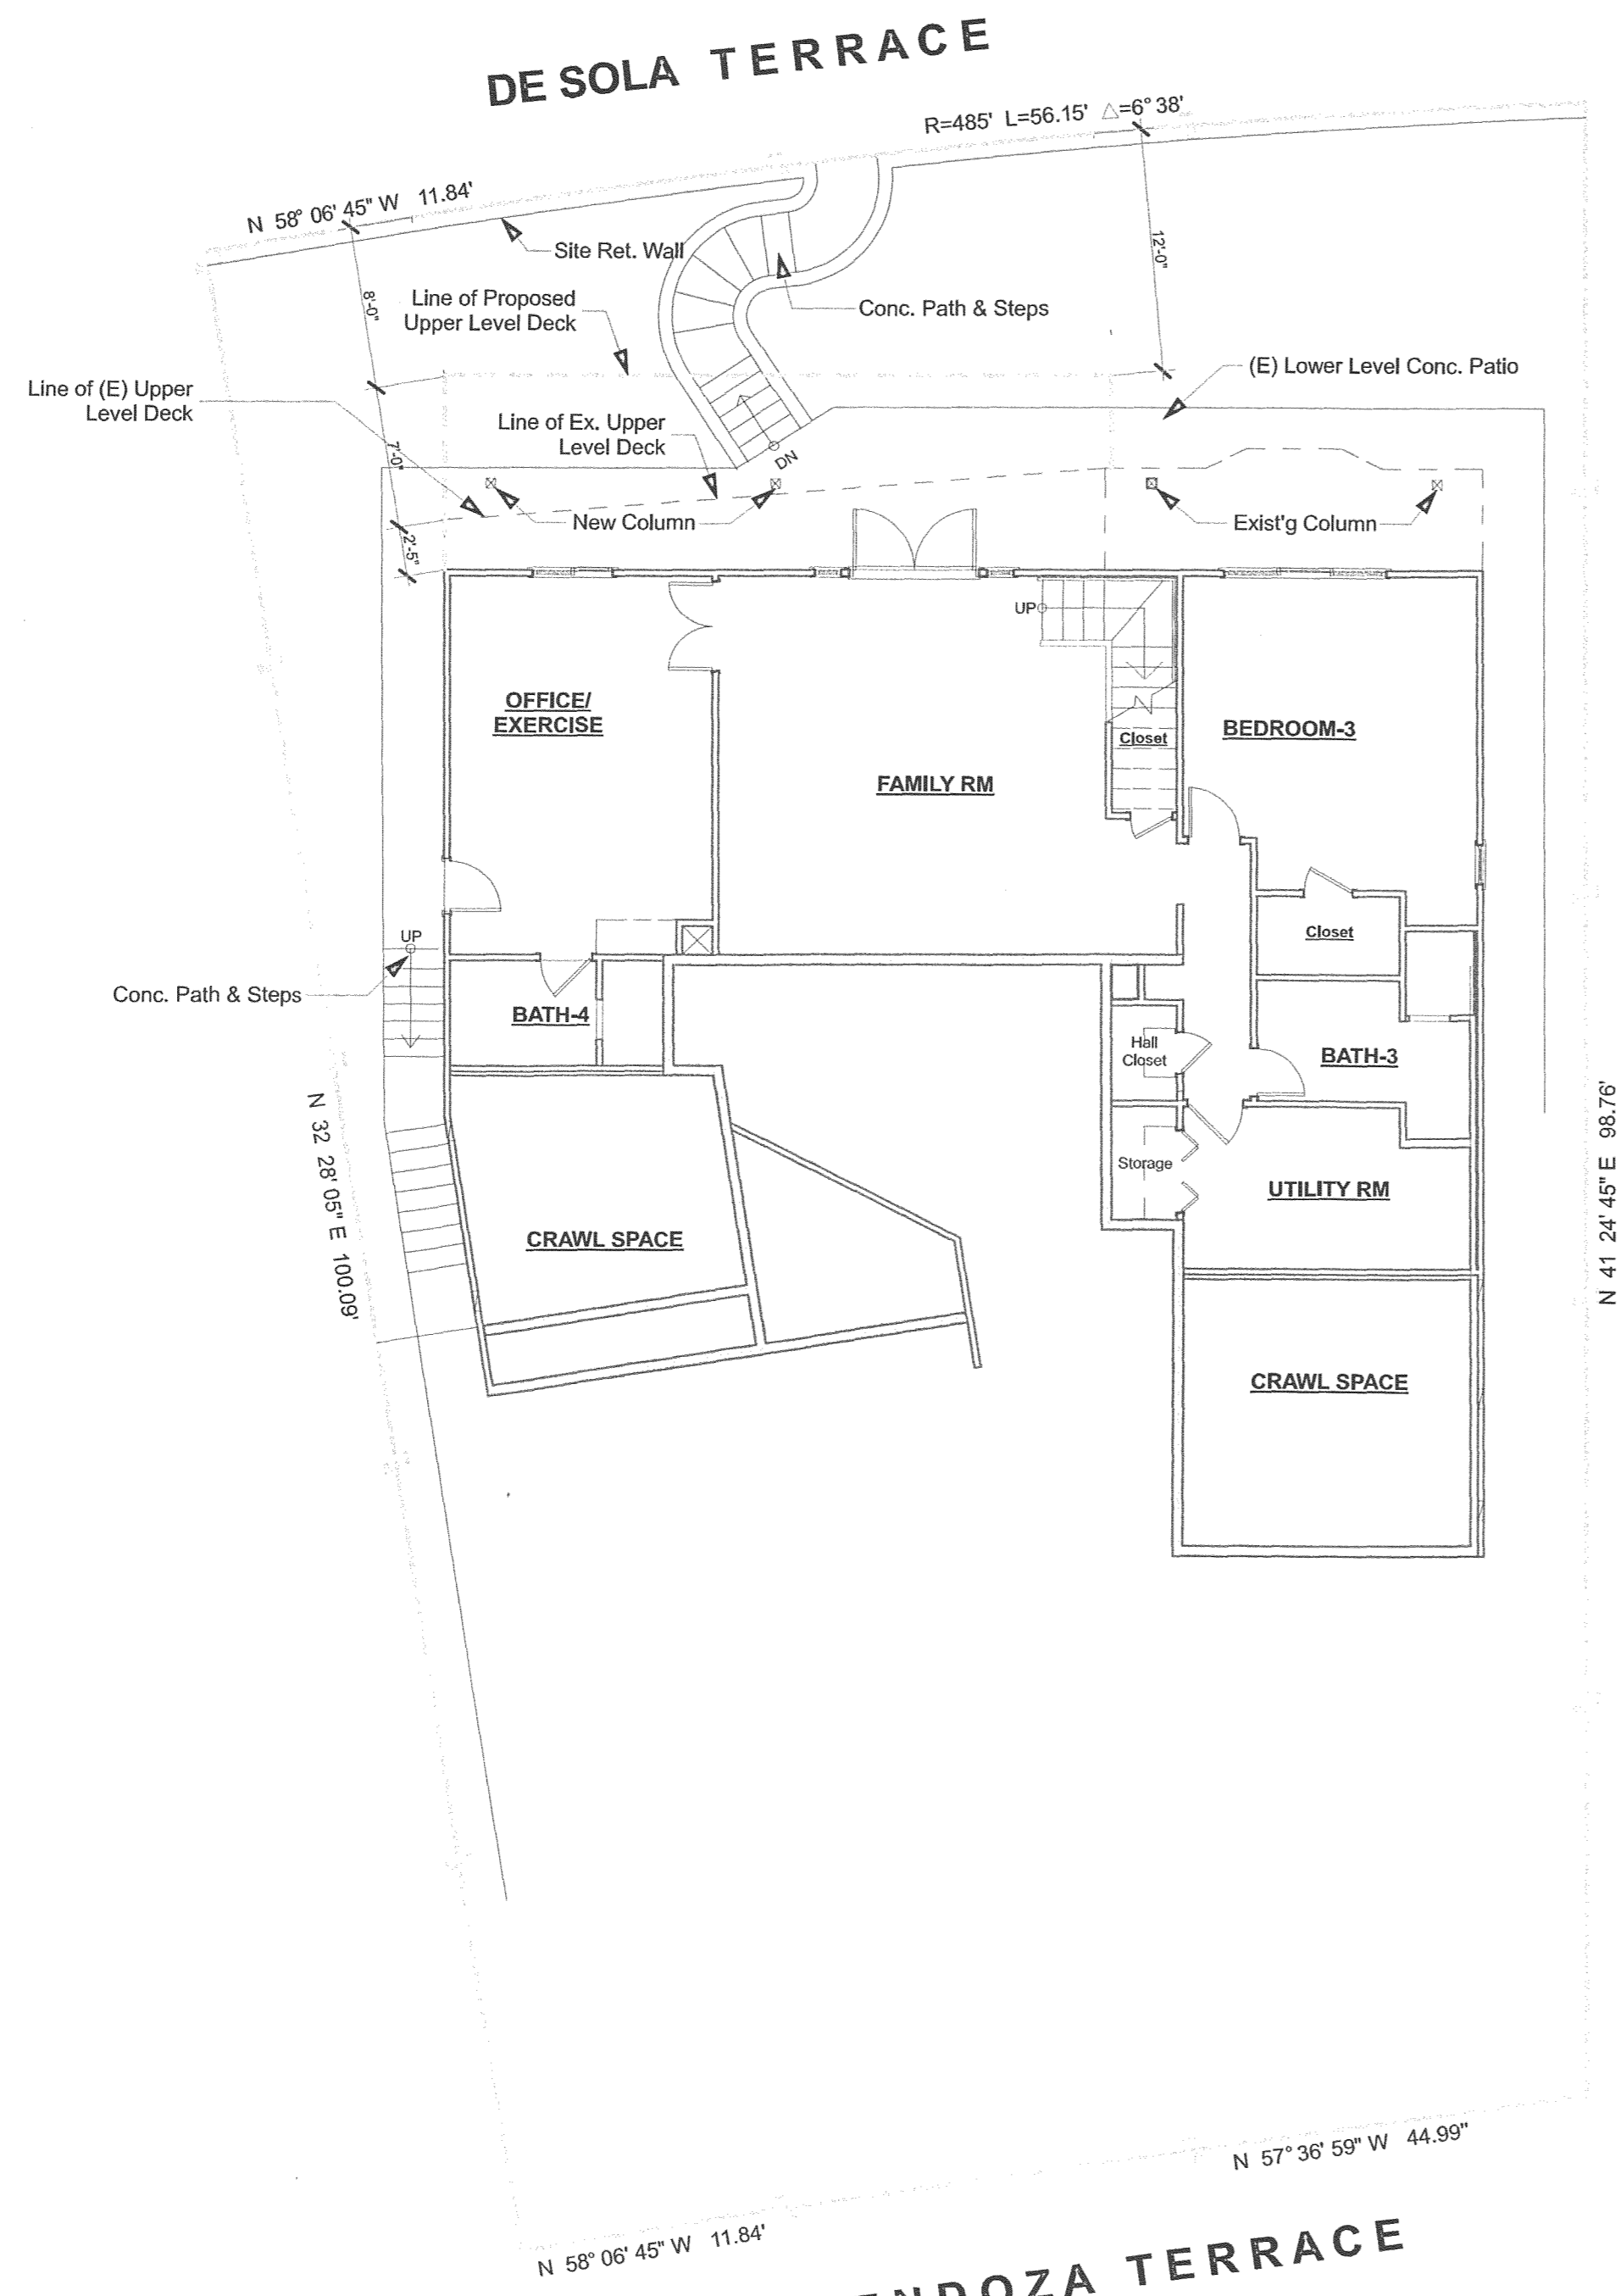 DE SOLA TERRACE
R=485' L=56.15' △=6° 38'
N 58° 06' 45" W 11.84'
Site Ret. Wall
12'-0"
8'-0"
Line of Proposed
Upper Level Deck
Conc. Path & Steps
(E) Lower Level Conc. Patio
Line of (E) Upper
Level Deck
Line of Ex. Upper
Level Deck
7'-0"
DN
New Column
Exist'g Column
2'-5"
UP
OFFICE/
EXERCISE
Closet
BEDROOM-3
FAMILY RM
UP
Closet
Conc. Path & Steps
BATH-4
Hall
Closet
BATH-3
N 32 28' 05" E 100.09'
N 41 24' 45" E 98.76'
Storage
UTILITY RM
CRAWL SPACE
CRAWL SPACE
N 57° 36' 59" W 44.99"
N 58° 06' 45" W 11.84'
TERRACE